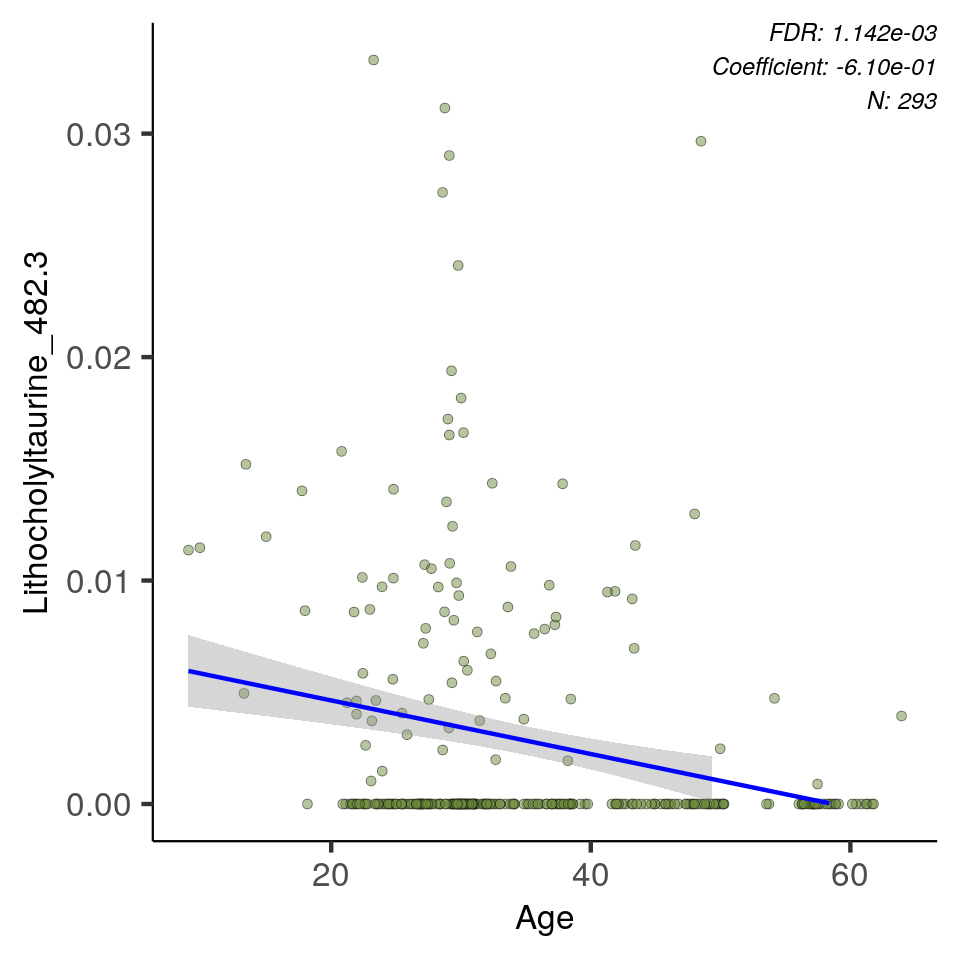 FDR: 1.142e-03
Coefficient: -6.10e-01
N: 293
Lithocholyltaurine_482.3
0.03
0.02
0.01
0.00
20 40 60
Age